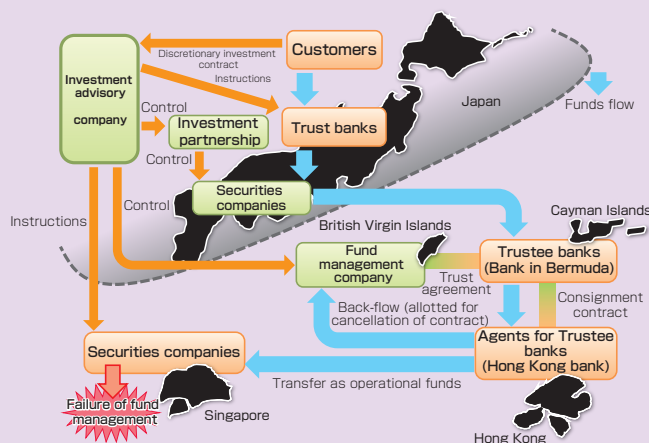 Customers
Discretionary investment
contract
Instructions
Investment
advisory
company
Control
Investment
partnership
Trust banks
Japan
Funds flow
Control
Securities
companies
Instructions
Control
British Virgin Islands
Cayman Islands
Fund
management
company
Trust
agreement
Trustee banks
(Bank in Bermuda)
Back-flow (allotted for
cancellation of contract)
Consignment
contract
Agents for Trustee
banks
(Hong Kong bank)
Securities companies
Transfer as operational funds
Failure of fund
management
Singapore
Hong Kong